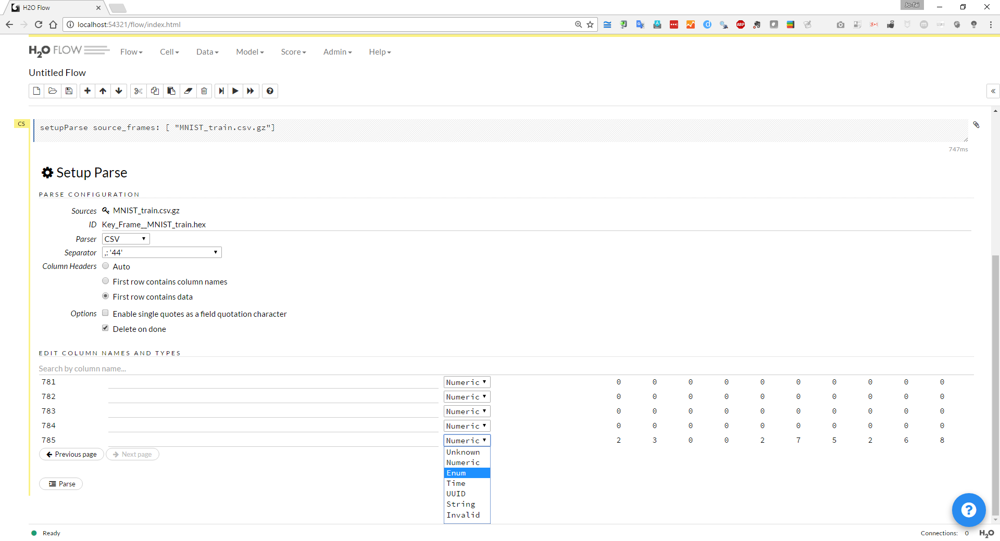 H2O Flow
Jo-fai
localhost:54321/flow/index.html
H2O FLOW Flow Cell Data Model Score Admin Help
Untitled Flow
CS
setupParse source_frames: [ "MNIST_train.csv.gz"]
747ms
Setup Parse
PARSE CONFIGURATION
Sources MNIST_train.csv.gz
ID Key_Frame__MNIST_train.hex
Parser CSV
Separator ,: '44'
Column Headers Auto
First row contains column names
First row contains data
Options Enable single quotes as a field quotation character
Delete on done
EDIT COLUMN NAMES AND TYPES
Search by column name...
781 Numeric 0 0 0 0 0 0 0 0 0 0
782 Numeric 0 0 0 0 0 0 0 0 0 0
783 Numeric 0 0 0 0 0 0 0 0 0 0
784 Numeric 0 0 0 0 0 0 0 0 0 0
785 Numeric 2 3 0 0 2 7 5 2 6 8
Previous page Next page
Unknown
Numeric
Enum
Time
UUID
String
Invalid
Parse
Ready
Connections: 0 H2O